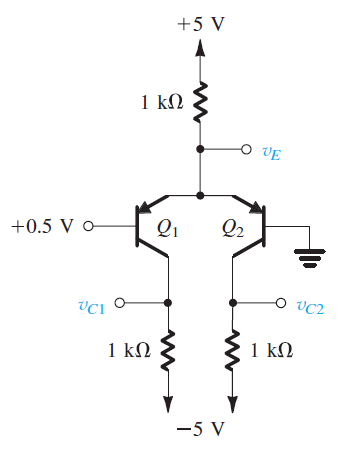 +5 V
1 kΩ
vE
+0.5 V Q1 Q2
vC1 vC2
1 kΩ 1 kΩ
−5 V